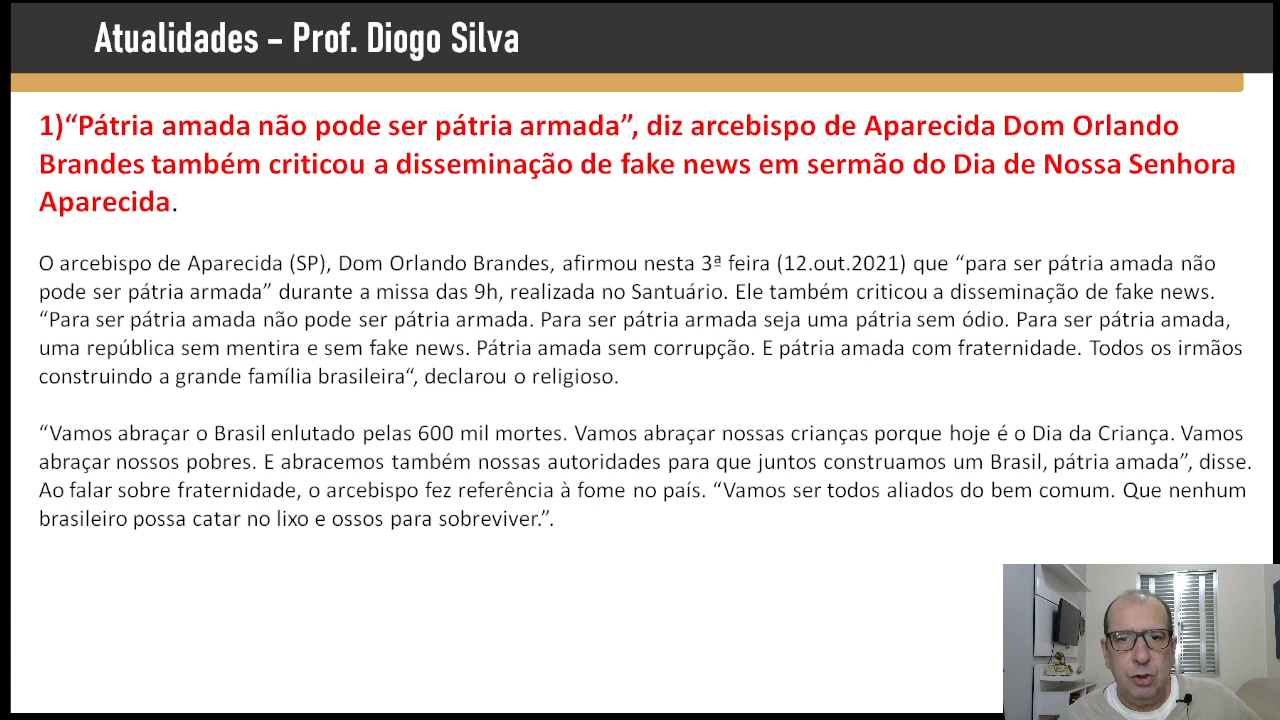 Atualidades – Prof. Diogo Silva
1)“Pátria amada não pode ser pátria armada”, diz arcebispo de Aparecida Dom Orlando
Brandes também criticou a disseminação de fake news em sermão do Dia de Nossa Senhora
Aparecida.
O arcebispo de Aparecida (SP), Dom Orlando Brandes, afirmou nesta 3ª feira (12.out.2021) que “para ser pátria amada não
pode ser pátria armada” durante a missa das 9h, realizada no Santuário. Ele também criticou a disseminação de fake news.
“Para ser pátria amada não pode ser pátria armada. Para ser pátria armada seja uma pátria sem ódio. Para ser pátria amada,
uma república sem mentira e sem fake news. Pátria amada sem corrupção. E pátria amada com fraternidade. Todos os irmãos
construindo a grande família brasileira“, declarou o religioso.
“Vamos abraçar o Brasil enlutado pelas 600 mil mortes. Vamos abraçar nossas crianças porque hoje é o Dia da Criança. Vamos
abraçar nossos pobres. E abracemos também nossas autoridades para que juntos construamos um Brasil, pátria amada”, disse.
Ao falar sobre fraternidade, o arcebispo fez referência à fome no país. “Vamos ser todos aliados do bem comum. Que nenhum
brasileiro possa catar no lixo e ossos para sobreviver.”.